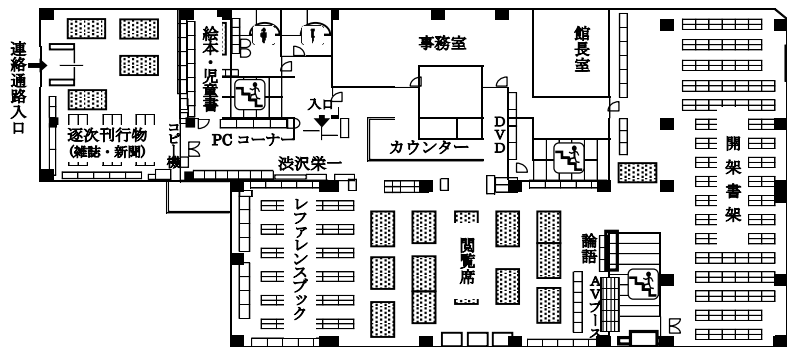 連絡通路入口
逐次刊行物
(雑誌・新聞)
コピー機
絵本・児童書
PCコーナー
入口
渋沢栄一
事務室
カウンター
DVD
館長室
開架書架
レファレンスブック
閲覧席
論語
AVブース